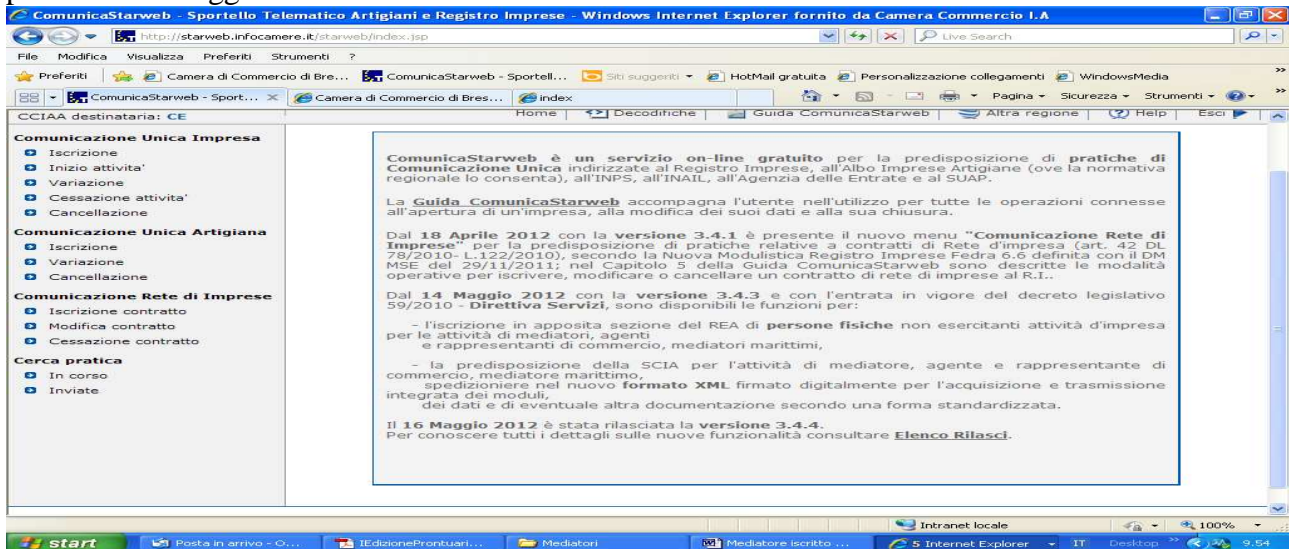 ComunicaStarweb - Sportello Telematico Artigiani e Registro Imprese - Windows Internet Explorer fornito da Camera Commercio I.A
http://starweb.infocamere.it/starweb/index.jsp
Live Search
File Modifica Visualizza Preferiti Strumenti ?
Preferiti Camera di Commercio di Bre... ComunicaStarweb - Sportell... Siti suggeriti HotMail gratuita Personalizzazione collegamenti WindowsMedia
ComunicaStarweb - Sport... Camera di Commercio di Bres... index Pagina Sicurezza Strumenti
CCIAA destinataria: CE
Home | Decodifiche | Guida ComunicaStarweb | Altra regione | Help | Esci
Comunicazione Unica Impresa
Iscrizione
Inizio attivita'
Variazione
Cessazione attivita'
Cancellazione
Comunicazione Unica Artigiana
Iscrizione
Variazione
Cancellazione
Comunicazione Rete di Imprese
Iscrizione contratto
Modifica contratto
Cessazione contratto
Cerca pratica
In corso
Inviate
ComunicaStarweb è un servizio on-line gratuito per la predisposizione di pratiche di
Comunicazione Unica indirizzate al Registro Imprese, all'Albo Imprese Artigiane (ove la normativa
regionale lo consenta), all'INPS, all'INAIL, all'Agenzia delle Entrate e al SUAP.
La Guida ComunicaStarweb accompagna l'utente nell'utilizzo per tutte le operazioni connesse
all'apertura di un'impresa, alla modifica dei suoi dati e alla sua chiusura.
Dal 18 Aprile 2012 con la versione 3.4.1 è presente il nuovo menu "Comunicazione Rete di
Imprese" per la predisposizione di pratiche relative a contratti di Rete d'impresa (art. 42 DL
78/2010- L.122/2010), secondo la Nuova Modulistica Registro Imprese Fedra 6.6 definita con il DM
MSE del 29/11/2011; nel Capitolo 5 della Guida ComunicaStarweb sono descritte le modalità
operative per iscrivere, modificare o cancellare un contratto di rete di imprese al R.I..
Dal 14 Maggio 2012 con la versione 3.4.3 e con l'entrata in vigore del decreto legislativo
59/2010 - Direttiva Servizi, sono disponibili le funzioni per:
- l'iscrizione in apposita sezione del REA di persone fisiche non esercitanti attività d'impresa
per le attività di mediatori, agenti
e rappresentanti di commercio, mediatori marittimi,
- la predisposizione della SCIA per l'attività di mediatore, agente e rappresentante di
commercio, mediatore marittimo,
spedizioniere nel nuovo formato XML firmato digitalmente per l'acquisizione e trasmissione
integrata dei moduli,
dei dati e di eventuale altra documentazione secondo una forma standardizzata.
Il 16 Maggio 2012 è stata rilasciata la versione 3.4.4.
Per conoscere tutti i dettagli sulle nuove funzionalità consultare Elenco Rilasci.
Intranet locale 100%
start Posta in arrivo - O... IEdizioneProntuari... Mediatori Mediatore iscritto ... 5 Internet Explorer IT Desktop 9.54